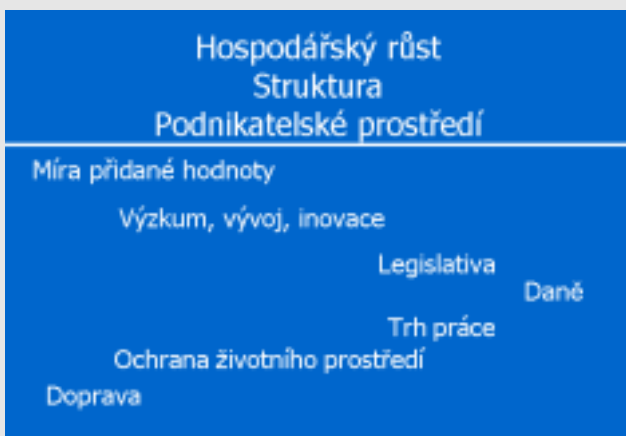 Hospodářský růst
Struktura
Podnikatelské prostředí
Míra přidané hodnoty
Výzkum, vývoj, inovace
Legislativa
Daně
Trh práce
Ochrana životního prostředí
Doprava